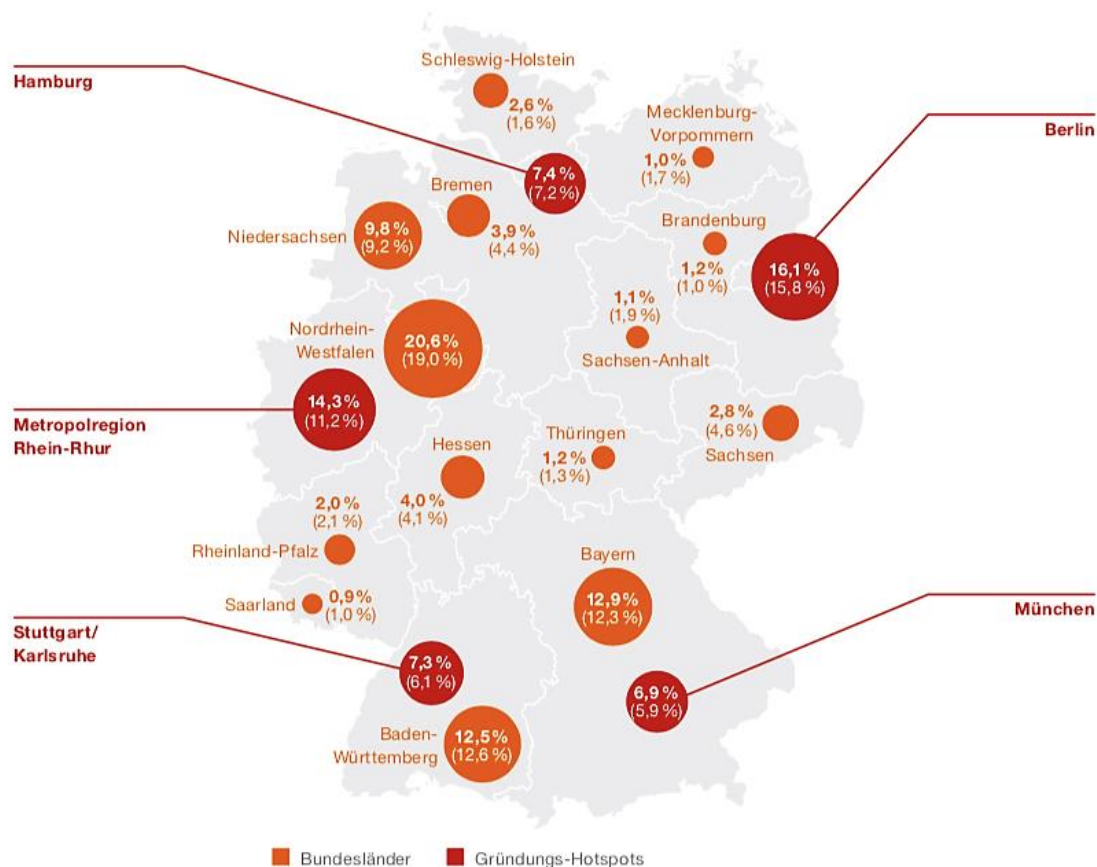 Schleswig-Holstein
2,6 %
(1,6 %)
Hamburg
7,4 %
(7,2 %)
Mecklenburg-
Vorpommern
1,0 %
(1,7 %)
Berlin
16,1 %
(15,8 %)
Bremen
3,9 %
(4,4 %)
Niedersachsen
9,8 %
(9,2 %)
Brandenburg
1,2 %
(1,0 %)
1,1 %
(1,9 %)
Sachsen-Anhalt
Nordrhein-
Westfalen
20,6 %
(19,0 %)
14,3 %
(11,2 %)
Metropolregion
Rhein-Rhur
2,8 %
(4,6 %)
Sachsen
Hessen
4,0 %
(4,1 %)
Thüringen
1,2 %
(1,3 %)
2,0 %
(2,1 %)
Rheinland-Pfalz
Bayern
12,9 %
(12,3 %)
Saarland
0,9 %
(1,0 %)
Stuttgart/
Karlsruhe
7,3 %
(6,1 %)
München
6,9 %
(5,9 %)
Baden-
Württemberg
12,5 %
(12,6 %)
Bundesländer
Gründungs-Hotspots